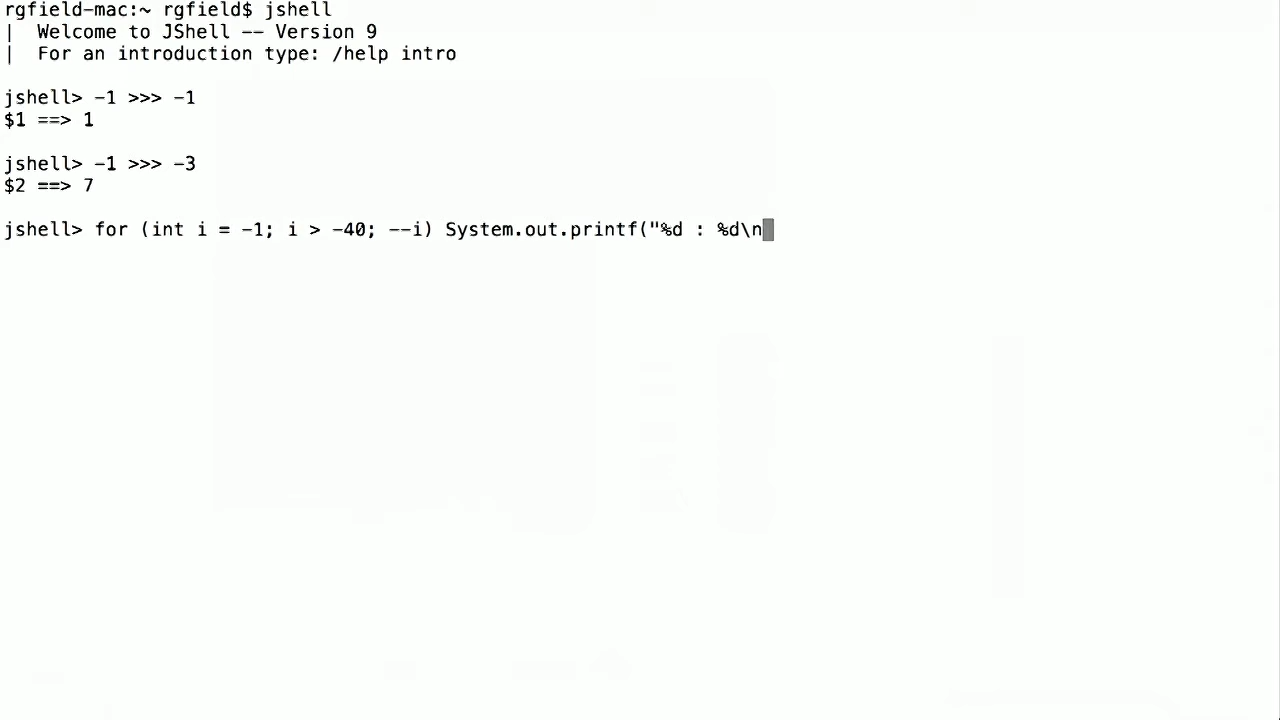 rgfield-mac:~ rgfield$ jshell
|  Welcome to JShell -- Version 9
|  For an introduction type: /help intro
jshell> -1 >>> -1
$1 ==> 1
jshell> -1 >>> -3
$2 ==> 7
jshell> for (int i = -1; i > -40; --i) System.out.printf("%d : %d\n